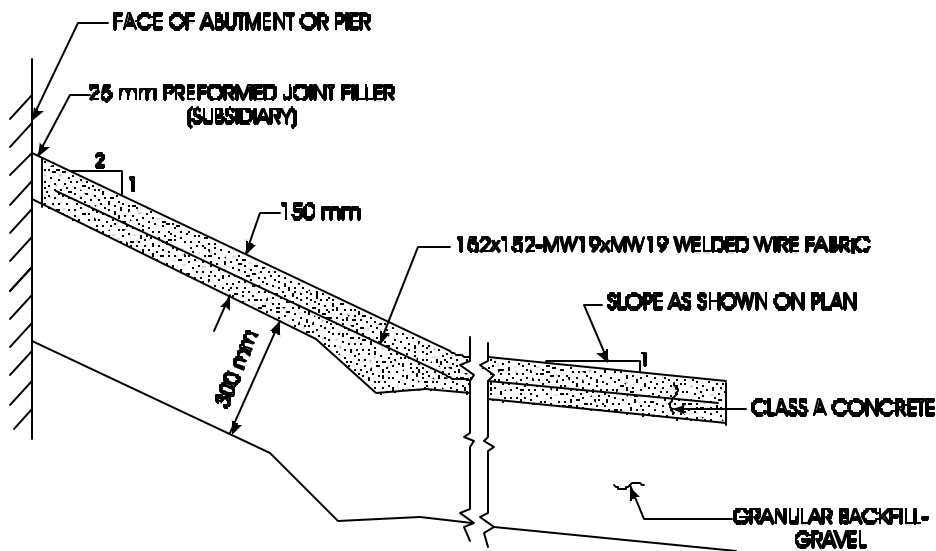 FACE OF ABUTMENT OR PIER
25 mm PREFORMED JOINT FILLER
(SUBSIDIARY)
2
1
150 mm
152x152-MW19xMW19 WELDED WIRE FABRIC
SLOPE AS SHOWN ON PLAN
1
300 mm
CLASS A CONCRETE
GRANULAR BACKFILL-
GRAVEL